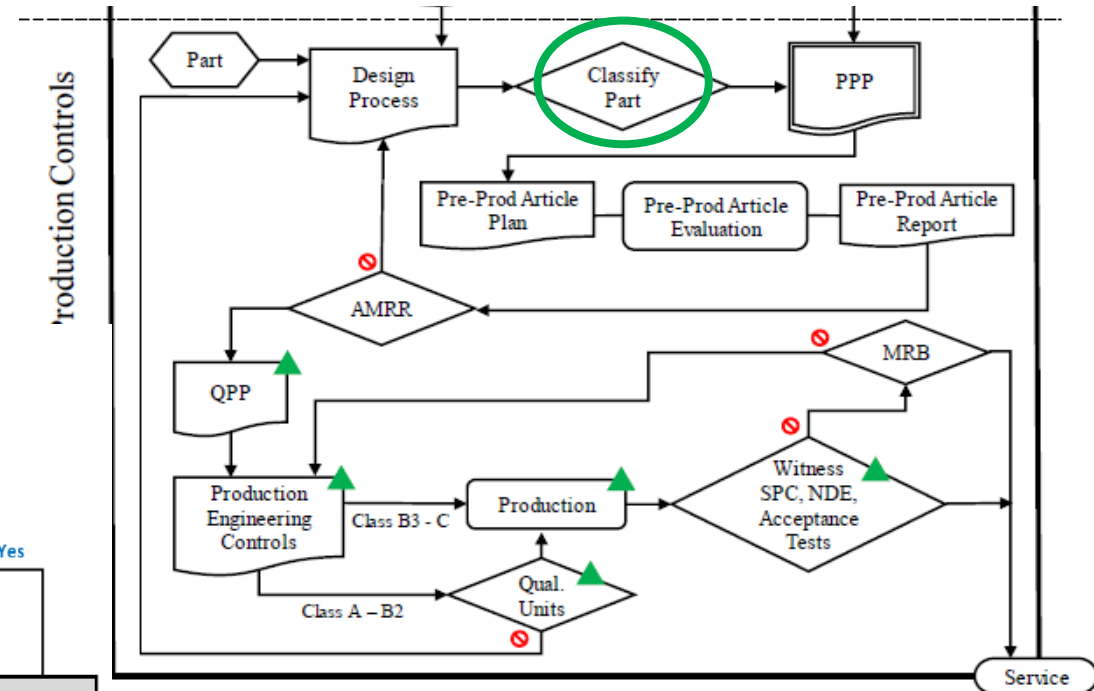 Production Controls
Part
Design
Process
Classify
Part
PPP
Pre-Prod Article
Plan
Pre-Prod Article
Evaluation
Pre-Prod Article
Report
AMRR
MRB
QPP
Production
Engineering
Controls
Class B3 - C
Production
Witness
SPC, NDE,
Acceptance
Tests
Yes
Class A – B2
Qual.
Units
Service